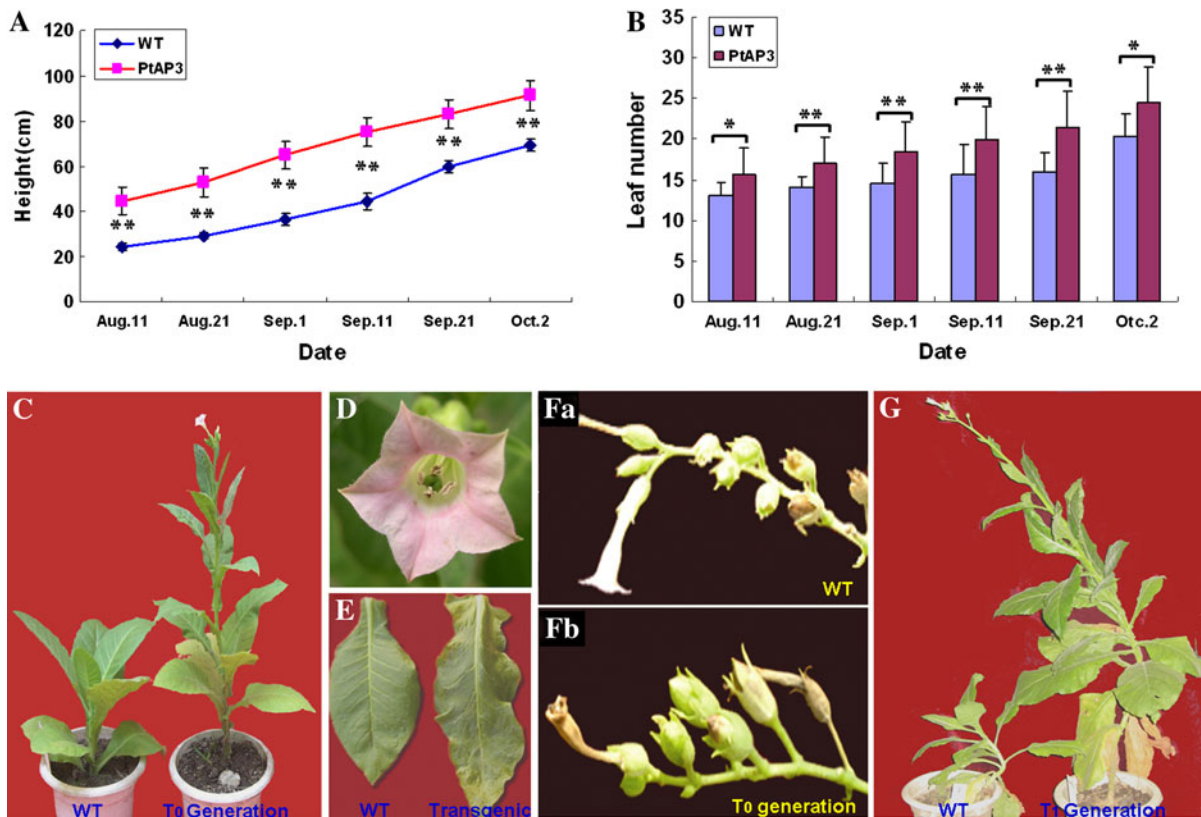 A
WT
PtAP3
120
100
80
60
40
20
0
Height(cm)
**
**
**
**
**
**
Aug.11 Aug.21 Sep.1 Sep.11 Sep.21 Oct.2
Date
B
WT
PtAP3
35
30
25
20
15
10
5
0
Leaf number
*
**
**
**
**
*
Aug.11 Aug.21 Sep.1 Sep.11 Sep.21 Otc.2
Date
C
WT
T0 Generation
D
E
WT
Transgenic
Fa
WT
Fb
T0 generation
G
WT
T1 Generation